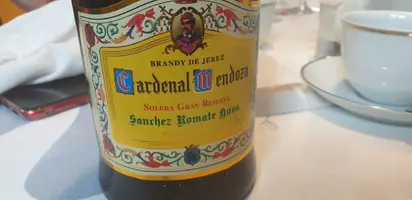 BRANDY DE JEREZ
Cardenal Mendoza
SOLERA GRAN RESERVA
Sanchez Romate Hnos